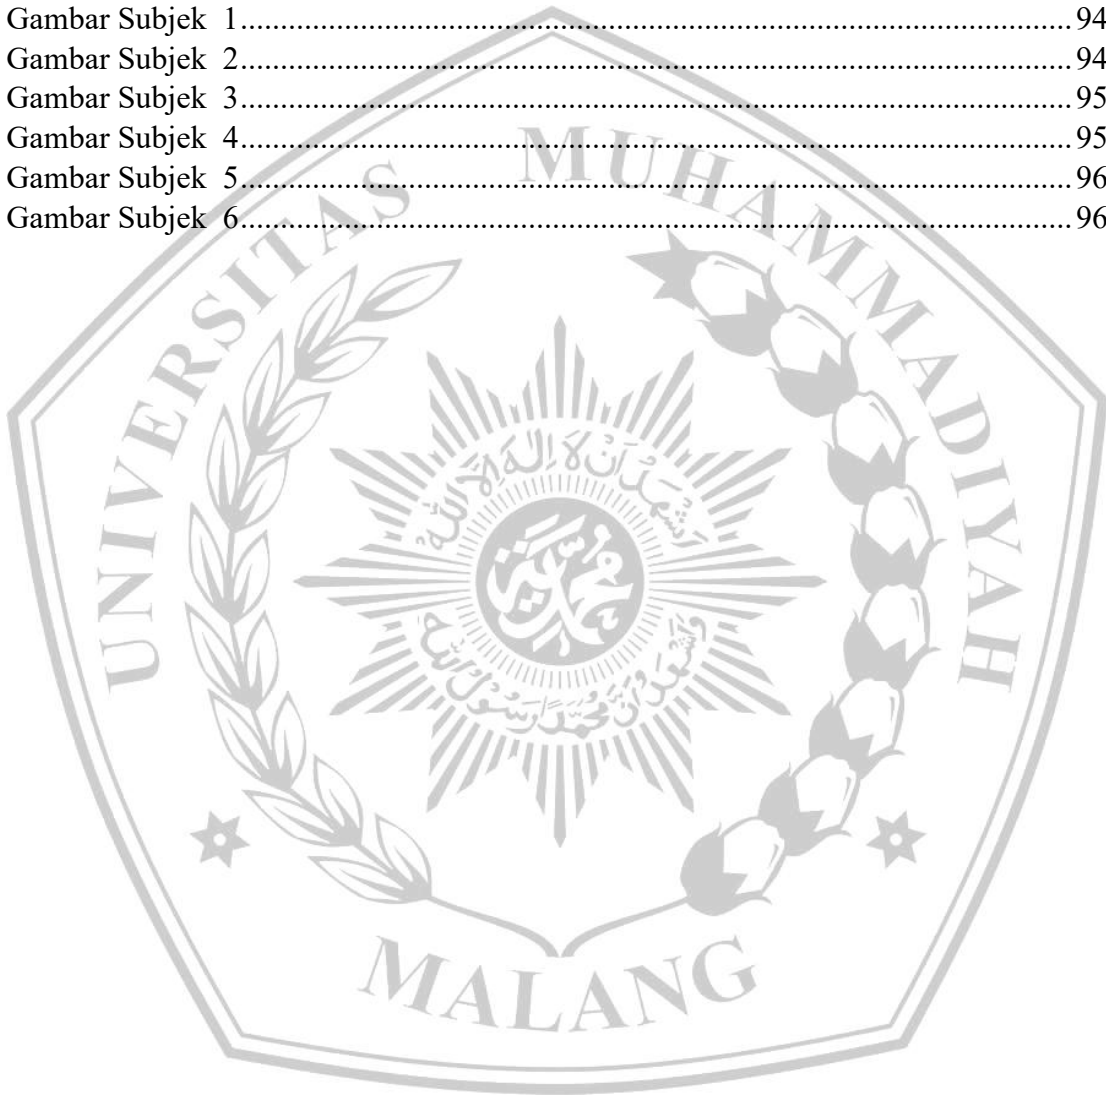 Gambar Subjek  1....................................................................................................... 94
Gambar Subjek  2....................................................................................................... 94
Gambar Subjek  3....................................................................................................... 95
Gambar Subjek  4....................................................................................................... 95
Gambar Subjek  5....................................................................................................... 96
Gambar Subjek  6....................................................................................................... 96
UNIVERSITAS MUHAMMADIYAH
MALANG